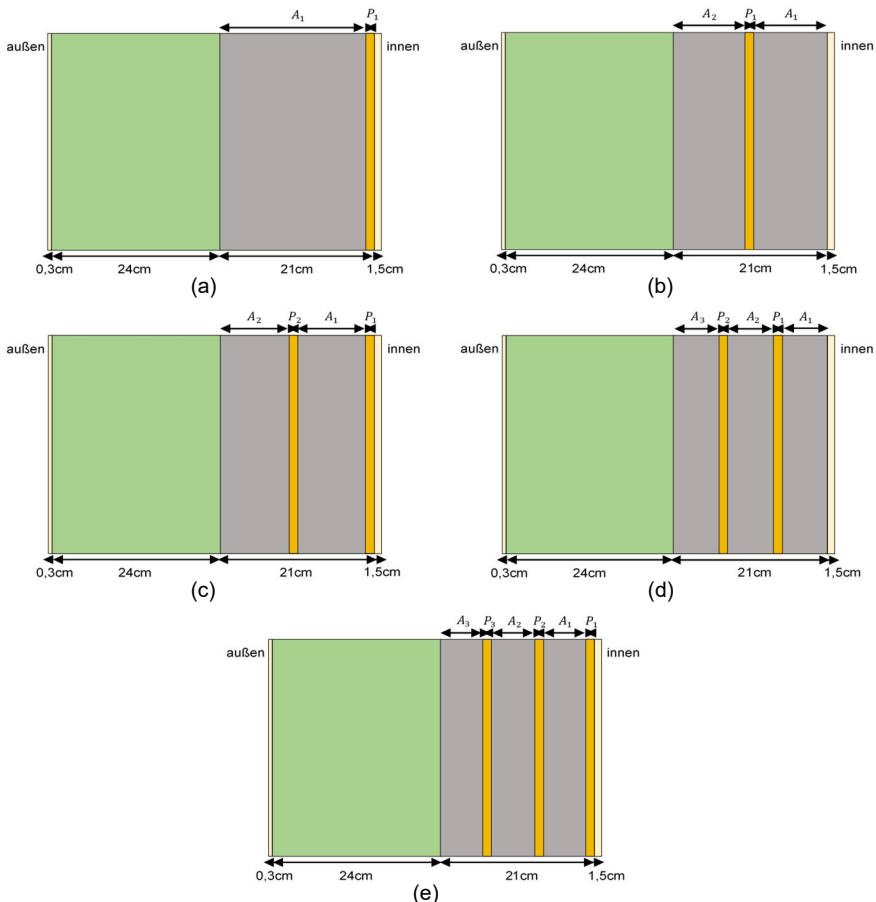 A₁ P₁
außen innen
0,3cm 24cm 21cm 1,5cm
(a)
A₂ P₁ A₁
außen innen
0,3cm 24cm 21cm 1,5cm
(b)
A₂ P₂ A₁ P₁
außen innen
0,3cm 24cm 21cm 1,5cm
(c)
A₃ P₂ A₂ P₁ A₁
außen innen
0,3cm 24cm 21cm 1,5cm
(d)
A₃ P₃ A₂ P₂ A₁ P₁
außen innen
0,3cm 24cm 21cm 1,5cm
(e)